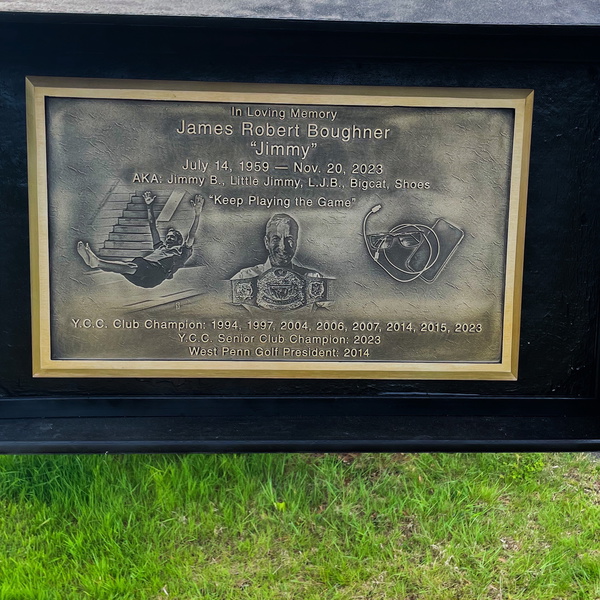 In Loving Memory
James Robert Boughner
"Jimmy"
July 14, 1959 — Nov. 20, 2023
AKA: Jimmy B., Little Jimmy, L.J.B., Bigcat, Shoes
"Keep Playing the Game"
Y.C.C. Club Champion: 1994, 1997, 2004, 2006, 2007, 2014, 2015, 2023
Y.C.C. Senior Club Champion: 2023
West Penn Golf President: 2014